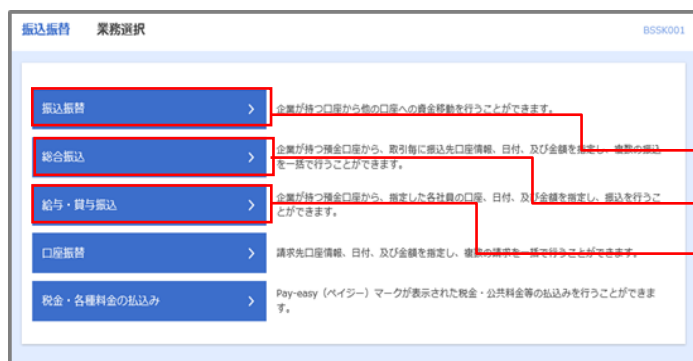 振込振替 業務選択 BSSK001
振込振替 企業が持つ口座から他の口座への資金移動を行うことができます。
総合振込 企業が持つ預金口座から、取引毎に振込先口座情報、日付、及び金額を指定し、複数の振込
を一括で行うことができます。
給与・賞与振込 企業が持つ預金口座から、指定した各社員の口座、日付、及び金額を指定し、振込を行うこ
とができます。
口座振替 請求先口座情報、日付、及び金額を指定し、複数の請求を一括で行うことができます。
税金・各種料金の払込み Pay-easy（ペイジー）マークが表示された税金・公共料金等の払込みを行うことができま
す。